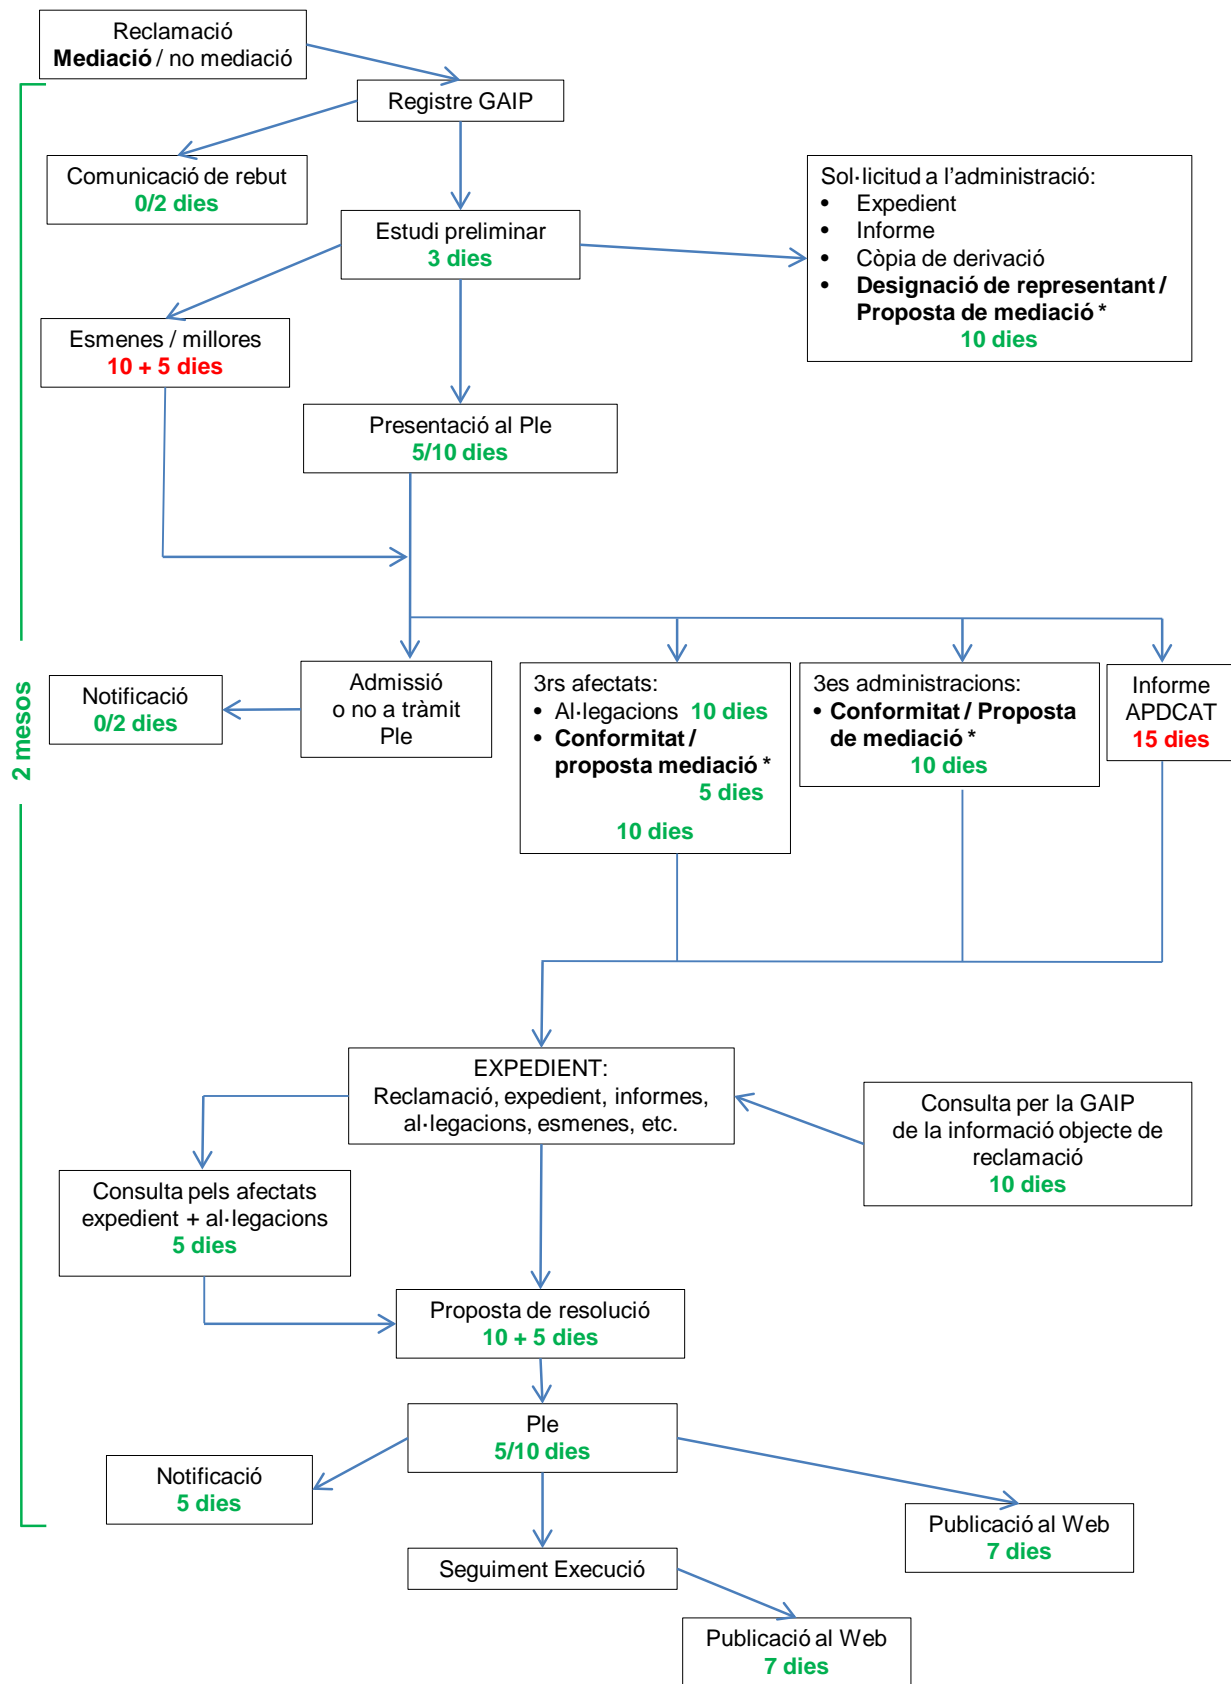 Reclamació
Mediació / no mediació
Registre GAIP
Comunicació de rebut
0/2 dies
Estudi preliminar
3 dies
Sol·licitud a l'administració:
• Expedient
• Informe
• Còpia de derivació
• Designació de representant /
Proposta de mediació *
10 dies
Esmenes / millores
10 + 5 dies
Presentació al Ple
5/10 dies
2 mesos
Notificació
0/2 dies
Admissió
o no a tràmit
Ple
3rs afectats:
• Al·legacions 10 dies
• Conformitat /
proposta mediació *
5 dies
10 dies
3es administracions:
• Conformitat / Proposta
de mediació *
10 dies
Informe
APDCAT
15 dies
EXPEDIENT:
Reclamació, expedient, informes,
al·legacions, esmenes, etc.
Consulta per la GAIP
de la informació objecte de
reclamació
10 dies
Consulta pels afectats
expedient + al·legacions
5 dies
Proposta de resolució
10 + 5 dies
Ple
5/10 dies
Notificació
5 dies
Publicació al Web
7 dies
Seguiment Execució
Publicació al Web
7 dies